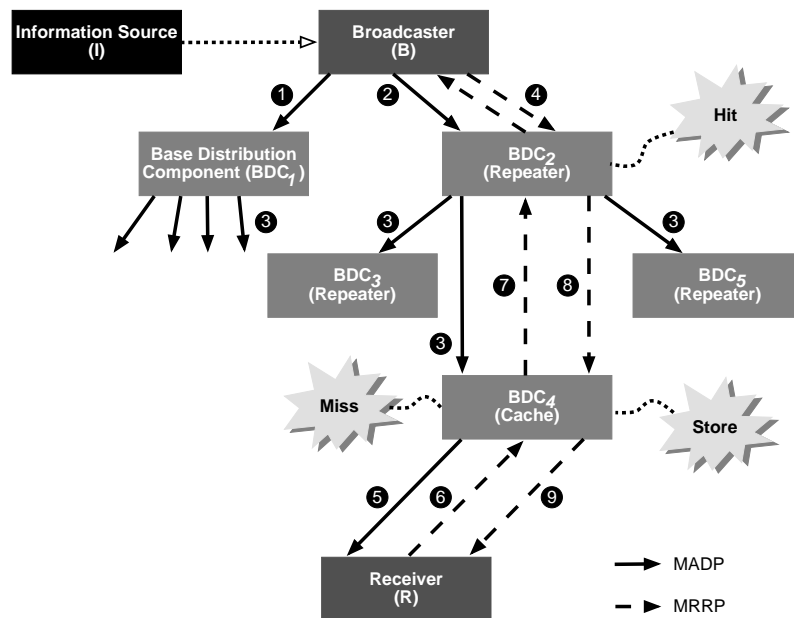 Information Source
(I)
Broadcaster
(B)
1
2
4
Hit
Base Distribution
Component (BDC1)
BDC2
(Repeater)
3
3
3
BDC3
(Repeater)
7
8
BDC5
(Repeater)
3
Miss
BDC4
(Cache)
Store
5
6
9
Receiver
(R)
MADP
MRRP